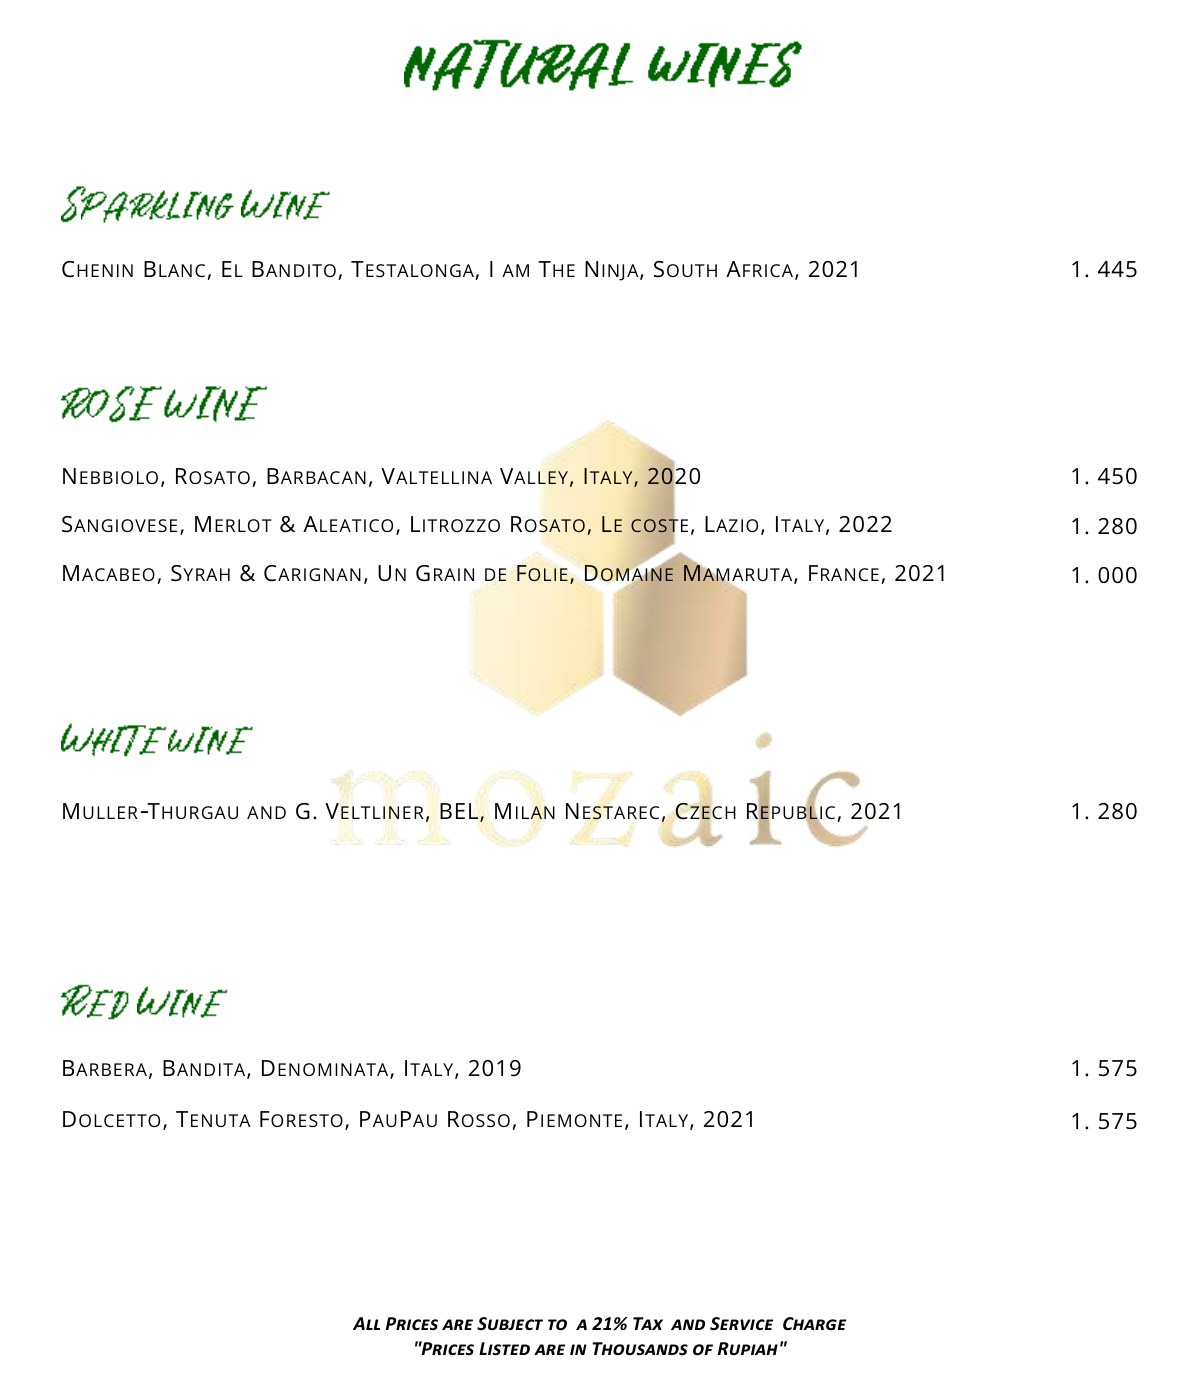 NATURAL WINES
SPARKLING WINE
Chenin Blanc, El Bandito, Testalonga, I am The Ninja, South Africa, 2021 1. 445
ROSE WINE
Nebbiolo, Rosato, Barbacan, Valtellina Valley, Italy, 2020 1. 450
Sangiovese, Merlot & Aleatico, Litrozzo Rosato, Le coste, Lazio, Italy, 2022 1. 280
Macabeo, Syrah & Carignan, Un Grain de Folie, Domaine Mamaruta, France, 2021 1. 000
WHITE WINE
mozaic
Muller-Thurgau and G. Veltliner, BEL, Milan Nestarec, Czech Republic, 2021 1. 280
RED WINE
Barbera, Bandita, Denominata, Italy, 2019 1. 575
Dolcetto, Tenuta Foresto, PauPau Rosso, Piemonte, Italy, 2021 1. 575
All Prices are Subject to a 21% Tax and Service Charge
"Prices Listed are in Thousands of Rupiah"